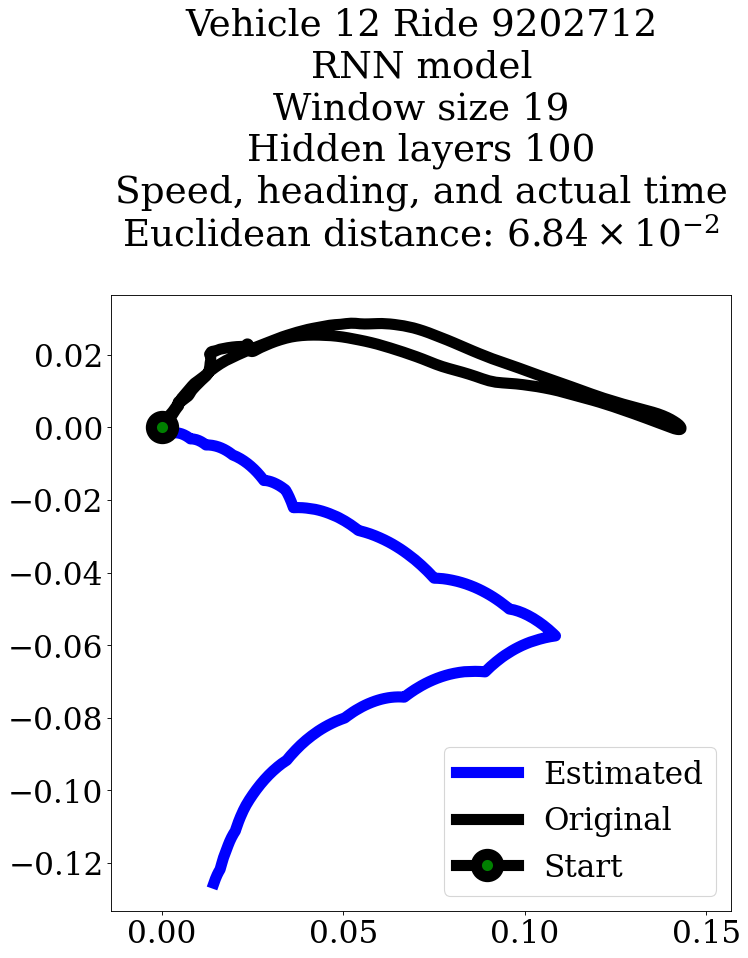 Vehicle 12 Ride 9202712
RNN model
Window size 19
Hidden layers 100
Speed, heading, and actual time
Euclidean distance: 6.84 × 10⁻²
0.02
0.00
−0.02
−0.04
−0.06
−0.08
−0.10
−0.12
Estimated
Original
Start
0.00 0.05 0.10 0.15